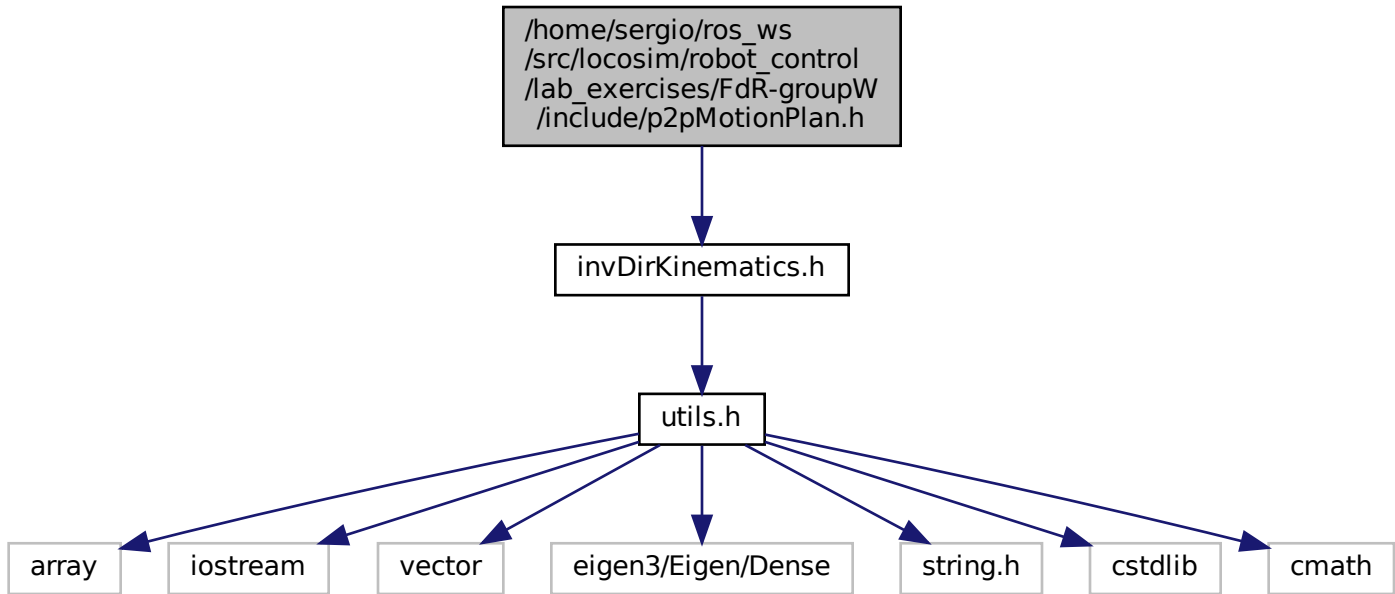 /home/sergio/ros_ws
/src/locosim/robot_control
/lab_exercises/FdR-groupW
/include/p2pMotionPlan.h
invDirKinematics.h
utils.h
array
iostream
vector
eigen3/Eigen/Dense
string.h
cstdlib
cmath